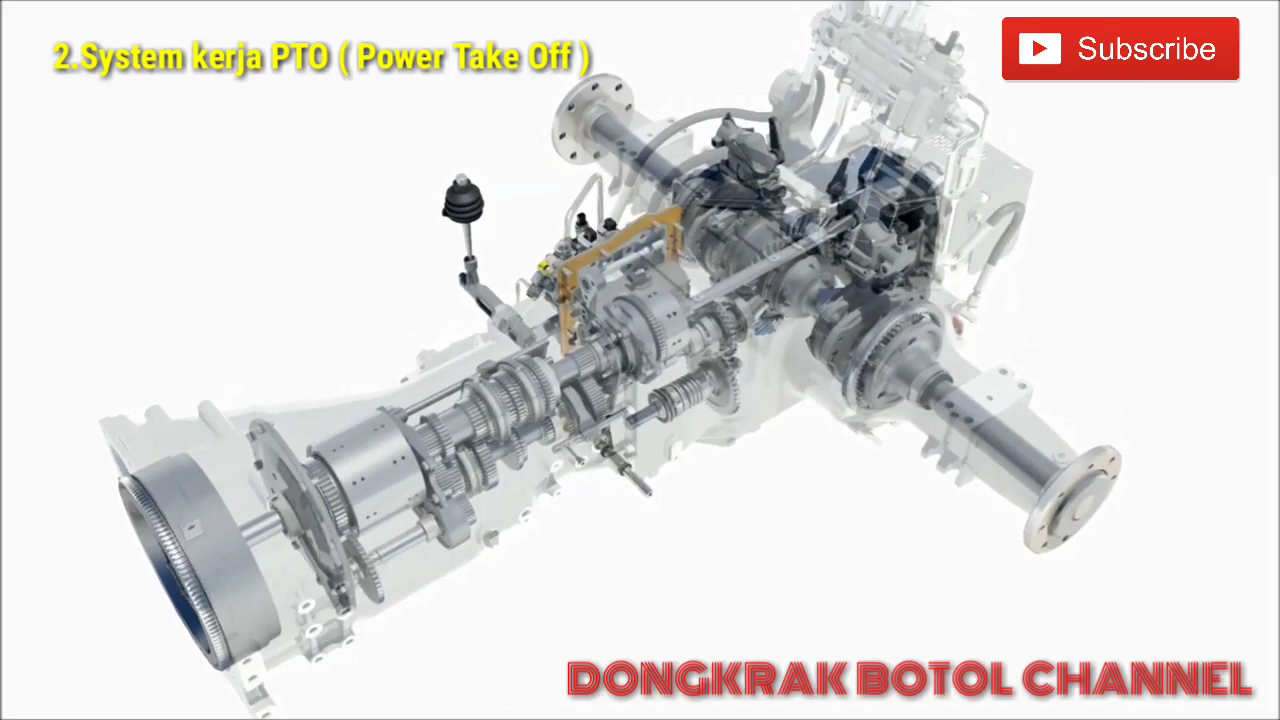 2.System kerja PTO ( Power Take Off )
Subscribe
DONGKRAK BOTOL CHANNEL